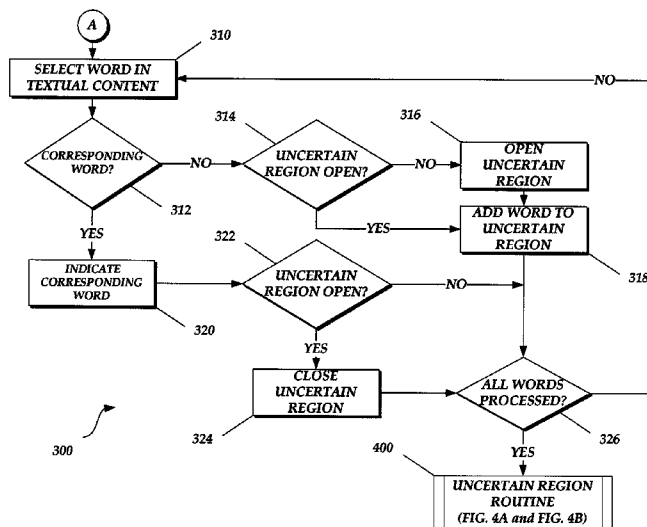 A
310
SELECT WORD IN
TEXTUAL CONTENT
NO
314
316
CORRESPONDING
WORD?
NO
UNCERTAIN
REGION OPEN?
NO
OPEN
UNCERTAIN
REGION
312
YES
YES
ADD WORD TO
UNCERTAIN
REGION
318
322
INDICATE
CORRESPONDING
WORD
320
UNCERTAIN
REGION OPEN?
NO
YES
CLOSE
UNCERTAIN
REGION
324
ALL WORDS
PROCESSED?
326
300
YES
400
UNCERTAIN REGION
ROUTINE
(FIG. 4A and FIG. 4B)